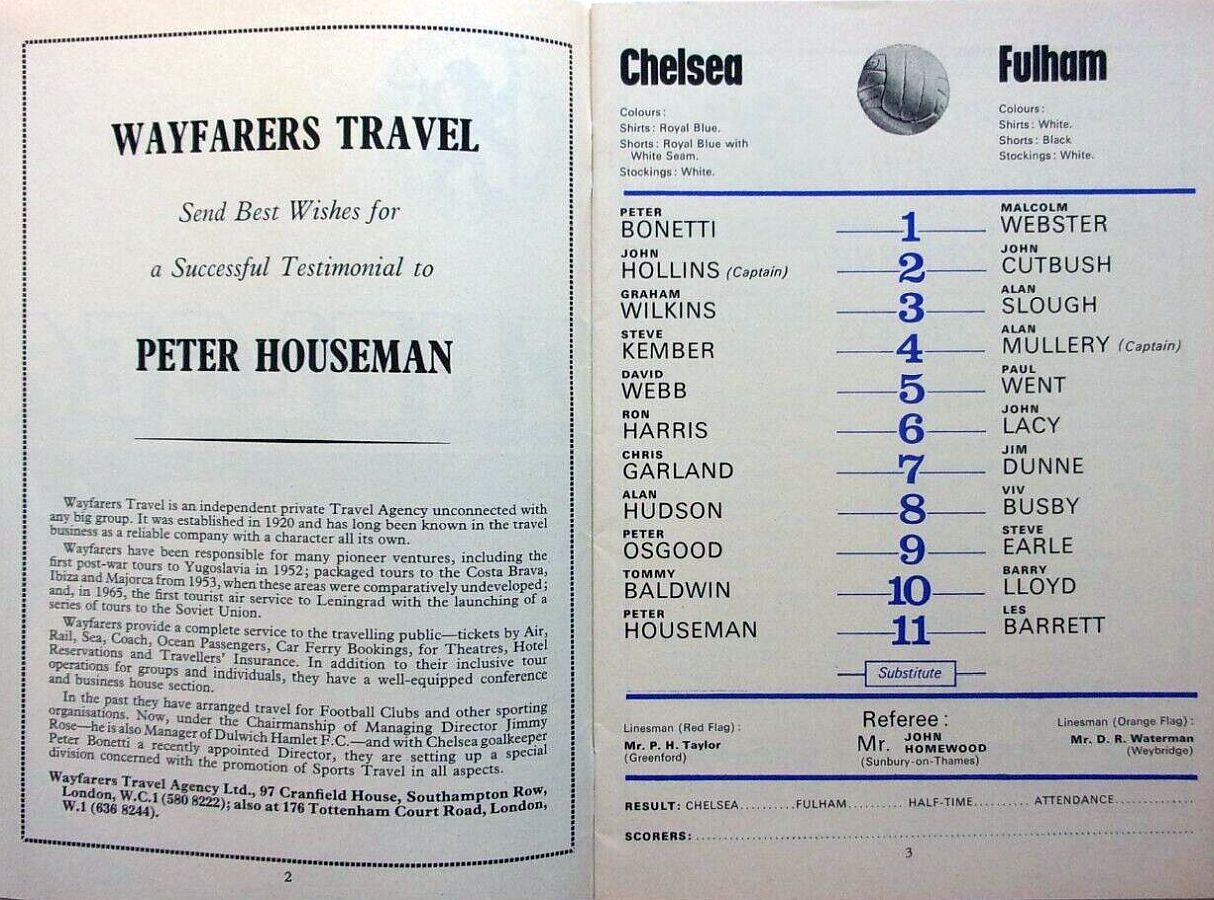 WAYFARERS TRAVEL
Send Best Wishes for
a Successful Testimonial to
PETER HOUSEMAN
Wayfarers Travel is an independent private Travel Agency unconnected with
any big group. It was established in 1920 and has long been known in the travel
business as a reliable company with a character all its own.
Wayfarers have been responsible for many pioneer ventures, including the
first post-war tours to Yugoslavia in 1952; packaged tours to the Costa Brava,
Ibiza and Majorca from 1953, when these areas were comparatively undeveloped;
and, in 1965, the first tourist air service to Leningrad with the launching of a
series of tours to the Soviet Union.
Wayfarers provide a complete service to the travelling public—tickets by Air,
Rail, Sea, Coach, Ocean Passengers, Car Ferry Bookings, for Theatres, Hotel
Reservations and Travellers' Insurance. In addition to their inclusive tour
operations for groups and individuals, they have a well-equipped conference
and business house section.
In the past they have arranged travel for Football Clubs and other sporting
organisations. Now, under the Chairmanship of Managing Director Jimmy
Rose—he is also Manager of Dulwich Hamlet F.C.—and with Chelsea goalkeeper
Peter Bonetti a recently appointed Director, they are setting up a special
division concerned with the promotion of Sports Travel in all aspects.
Wayfarers Travel Agency Ltd., 97 Cranfield House, Southampton Row,
London, W.C.1 (580 8222); also at 176 Tottenham Court Road, London,
W.1 (636 8244).
2
Chelsea
Colours:
Shirts: Royal Blue.
Shorts: Royal Blue with
White Seam.
Stockings: White.
Fulham
Colours:
Shirts: White.
Shorts: Black
Stockings: White.
PETER MALCOLM
BONETTI 1 WEBSTER
JOHN JOHN
HOLLINS (Captain) 2 CUTBUSH
GRAHAM ALAN
WILKINS 3 SLOUGH
STEVE ALAN
KEMBER 4 MULLERY (Captain)
DAVID PAUL
WEBB 5 WENT
RON JOHN
HARRIS 6 LACY
CHRIS JIM
GARLAND 7 DUNNE
ALAN VIV
HUDSON 8 BUSBY
PETER STEVE
OSGOOD 9 EARLE
TOMMY BARRY
BALDWIN 10 LLOYD
PETER LES
HOUSEMAN 11 BARRETT
Substitute
Linesman (Red Flag):
Mr. P. H. Taylor
(Greenford)
Referee:
Mr. JOHN HOMEWOOD
(Sunbury-on-Thames)
Linesman (Orange Flag):
Mr. D. R. Waterman
(Weybridge)
RESULT: CHELSEA..........FULHAM.......... HALF-TIME.......... ATTENDANCE..............
SCORERS: ..............................
3